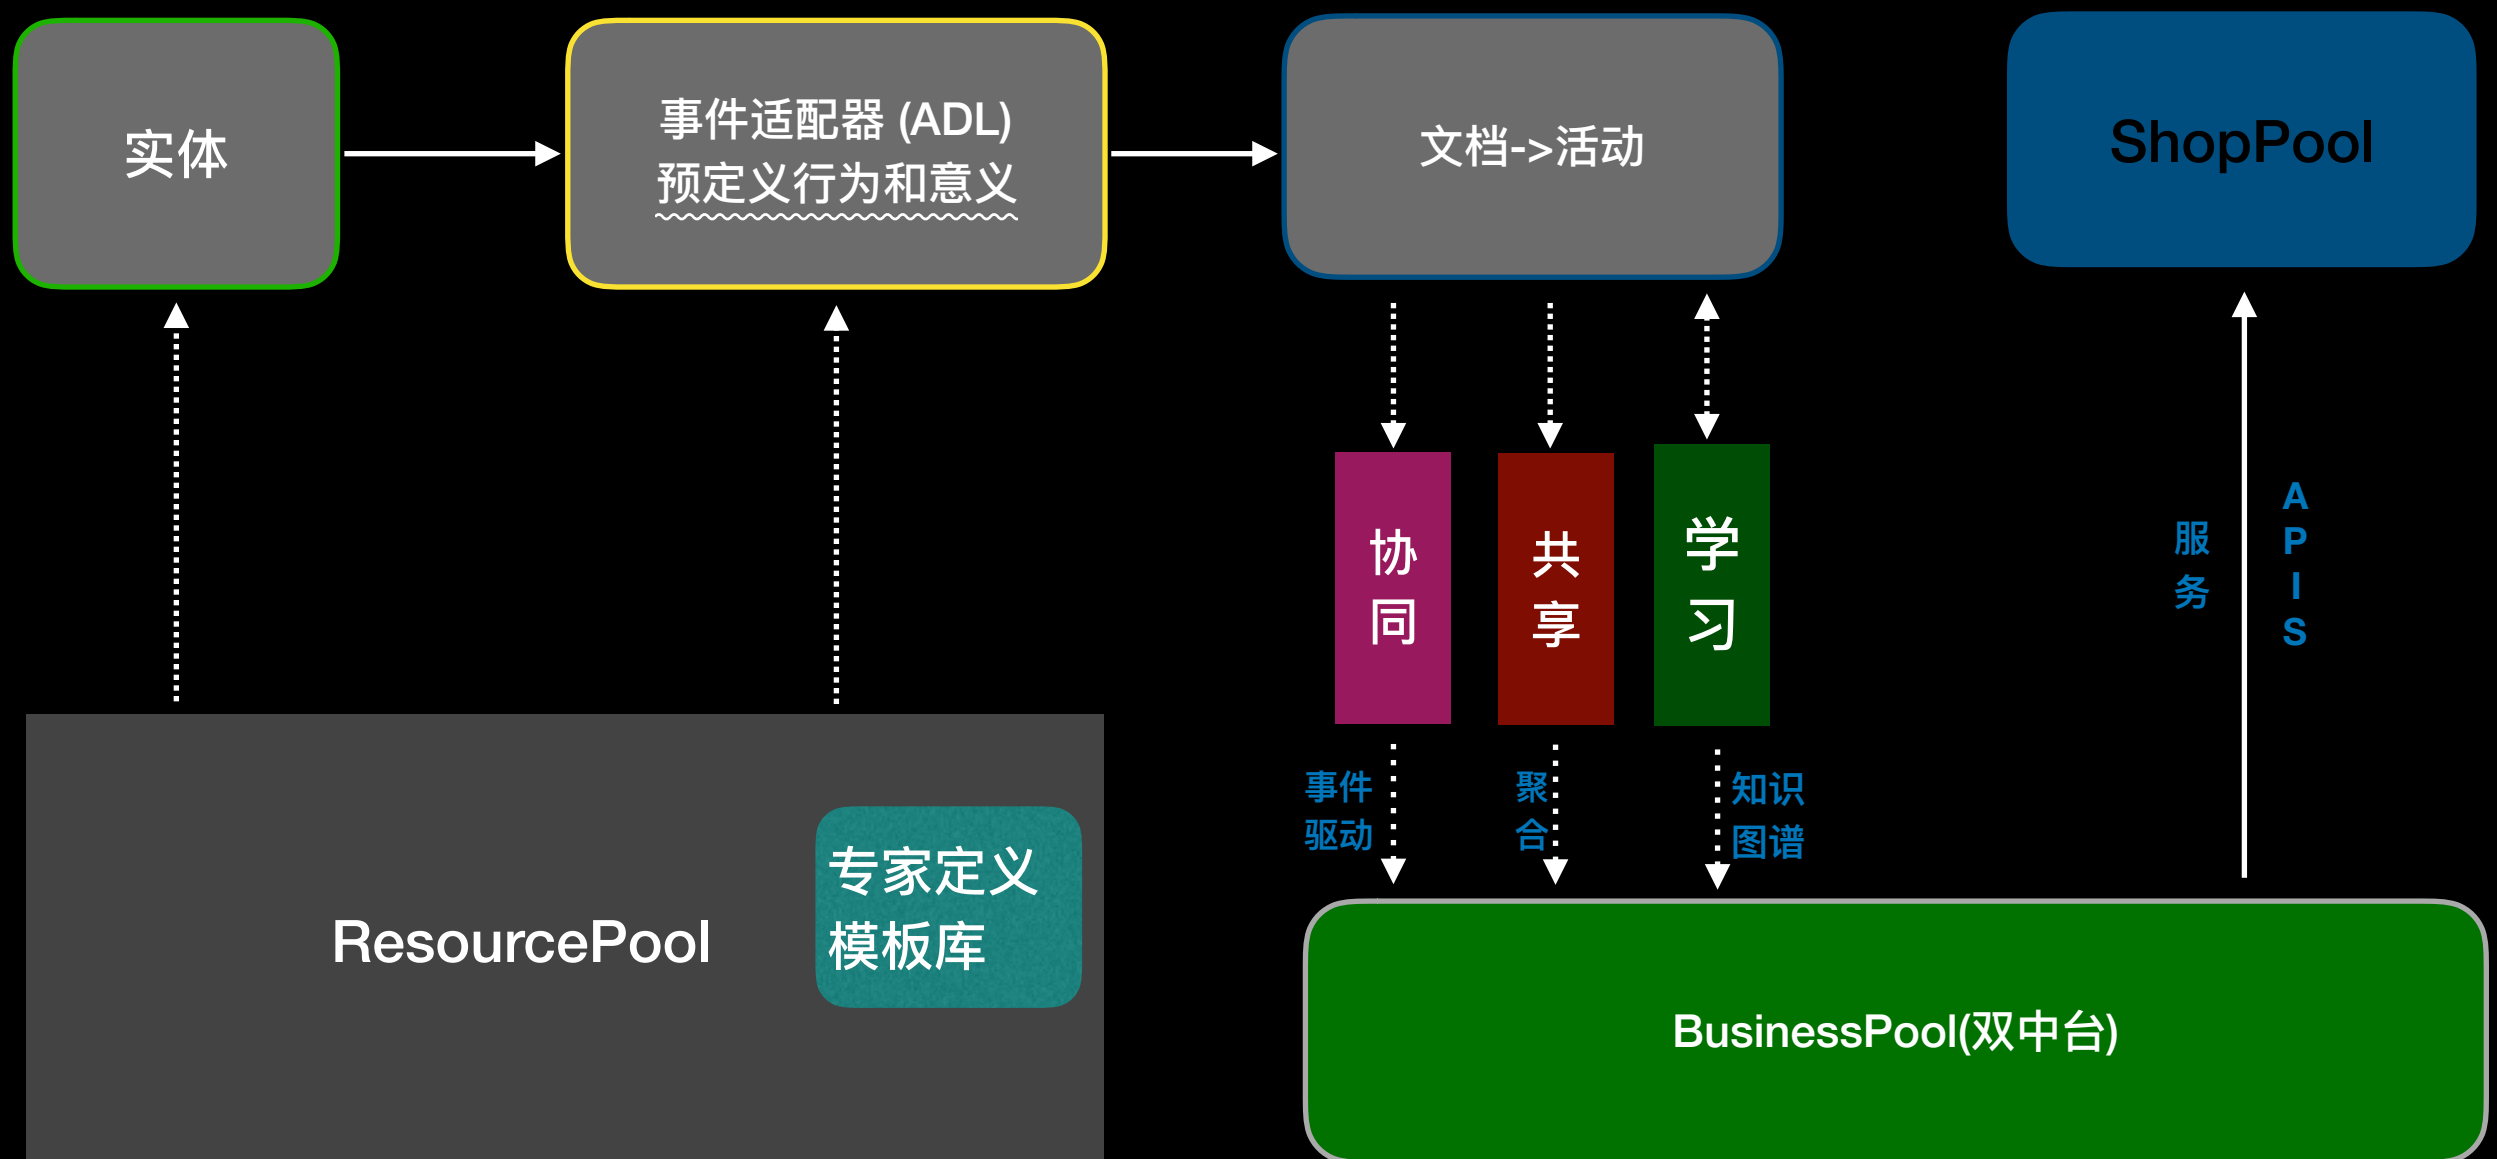 实体
事件适配器 (ADL)
预定义行为和意义
文档->活动
ShopPool
协
同
共
享
学
习
服
务
A
P
I
S
事件
驱动
聚
合
知识
图谱
专家定义
模板库
ResourcePool
BusinessPool(双中台)